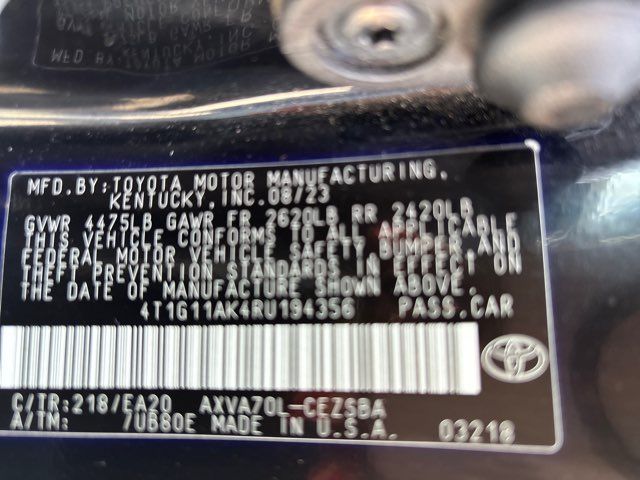 MFD.BY:TOYOTA MOTOR MANUFACTURING,
KENTUCKY, INC.08/23
GVWR 4475LB GAWR FR 2620LB RR 2420LB
THIS VEHICLE CONFORMS TO ALL APPLICABLE
FEDERAL MOTOR VEHICLE SAFETY, BUMPER AND
THEFT PREVENTION STANDARDS IN EFFECT ON
THE DATE OF MANUFACTURE SHOWN ABOVE.
4T1G11AK4RU194356 PASS.CAR
C/TR:218/EA20 AXVA70L-CEZSBA
A/TM: 7UB80E MADE IN U.S.A. 03218